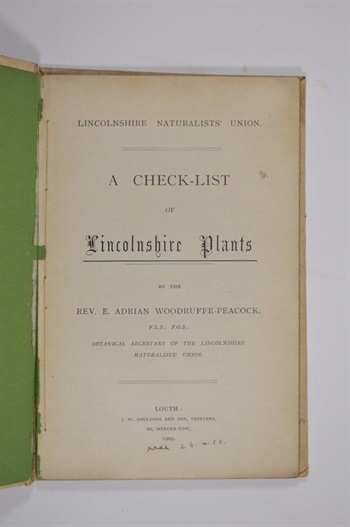 LINCOLNSHIRE NATURALISTS' UNION.
A CHECK-LIST
OF
Lincolnshire Plants
BY THE
REV. E. ADRIAN WOODRUFFE-PEACOCK,
F.L.S., F.G.S.,
BOTANICAL SECRETARY OF THE LINCOLNSHIRE
NATURALISTS' UNION.
LOUTH:
J. W. GOULDING AND SON, PRINTERS,
20, MERCER-ROW,
1909.